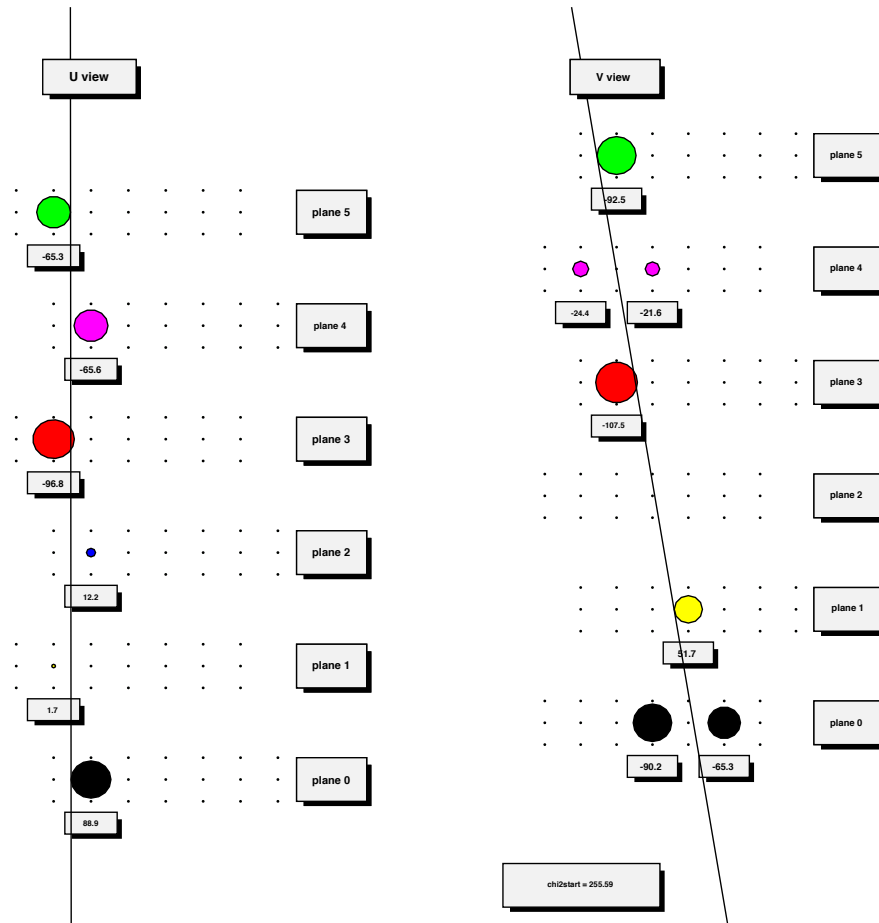 U view
plane 5
-65.3
plane 4
-65.6
plane 3
-96.8
plane 2
12.2
plane 1
1.7
plane 0
88.9
V view
plane 5
-92.5
plane 4
-24.4
-21.6
plane 3
-107.5
plane 2
plane 1
51.7
plane 0
-90.2
-65.3
chi2start = 255.59